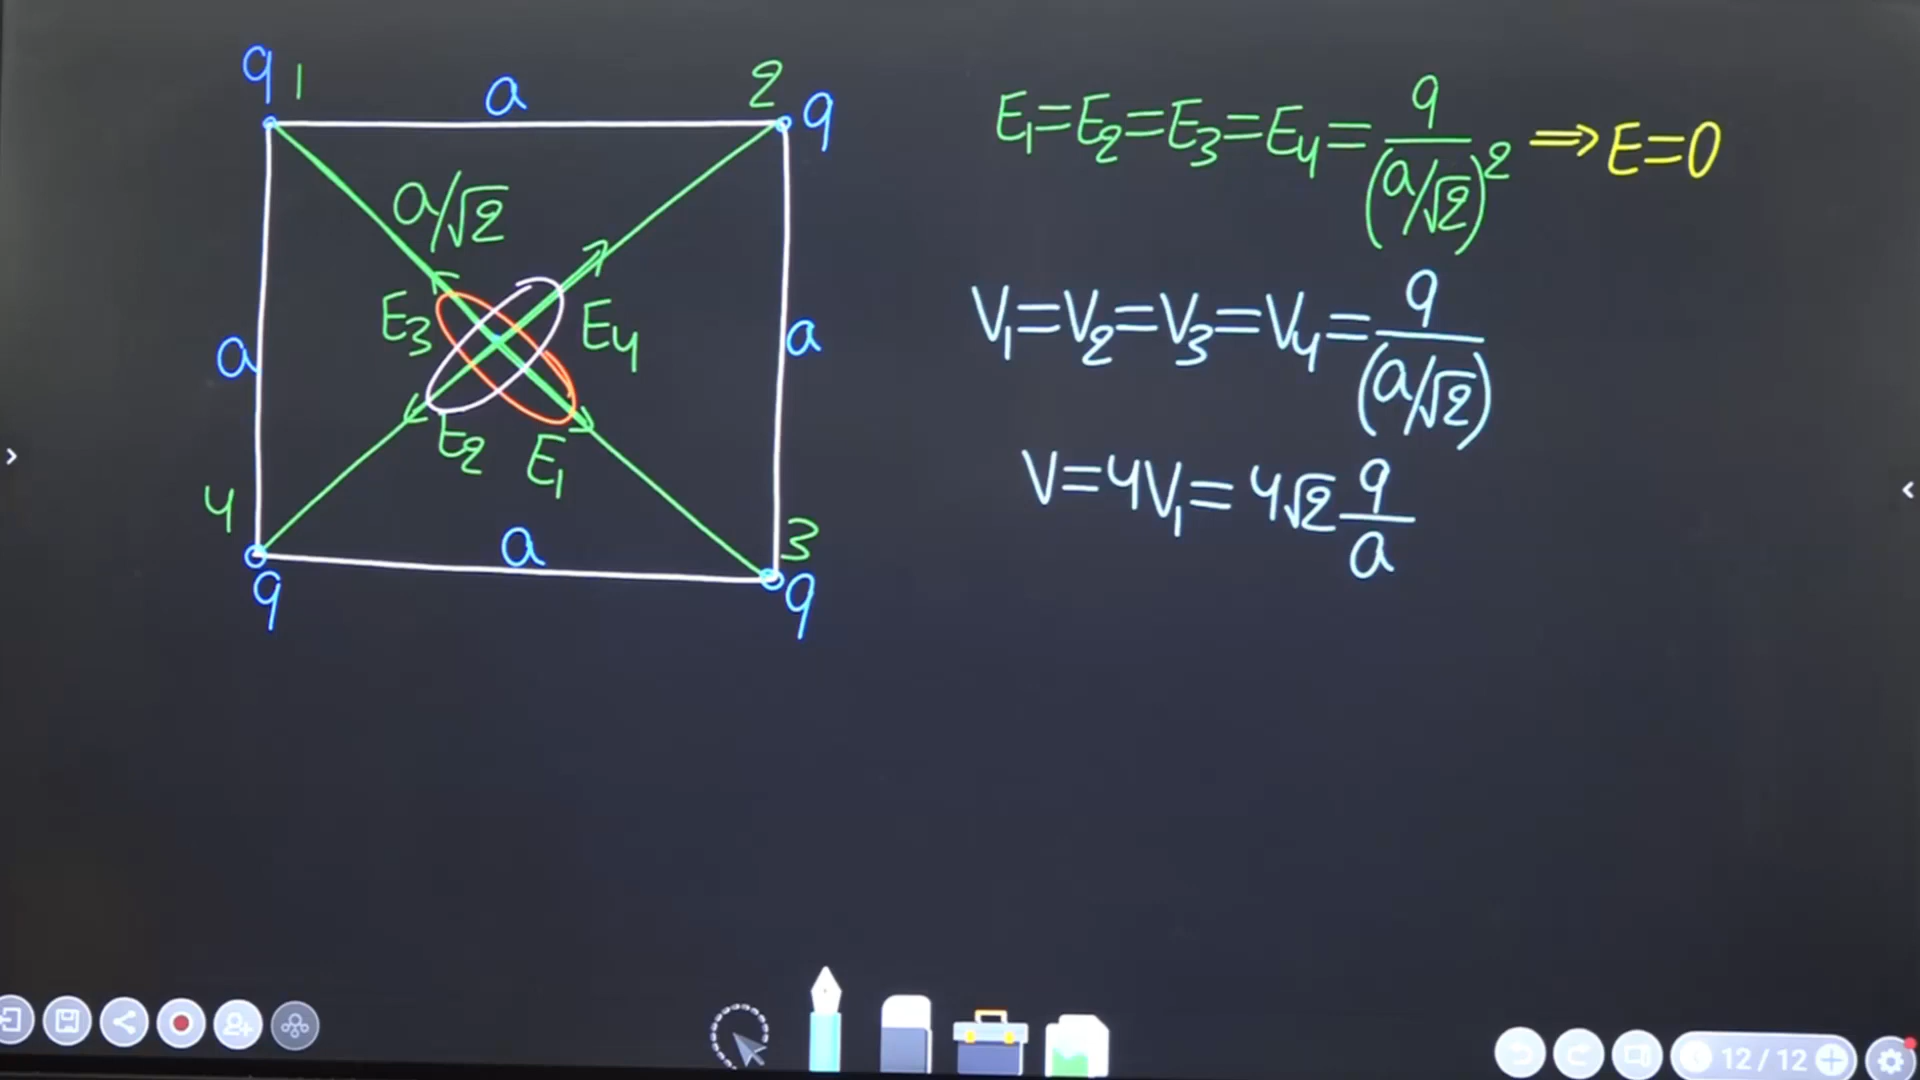 q 1 a 2 q
a/√2
E3 E4
a a
E2 E1
4 a 3
q q
E1=E2=E3=E4=q/(a/√2)^2 ⇒ E=0
V1=V2=V3=V4=q/(a/√2)
V=4V1=4√2 q/a
12/12